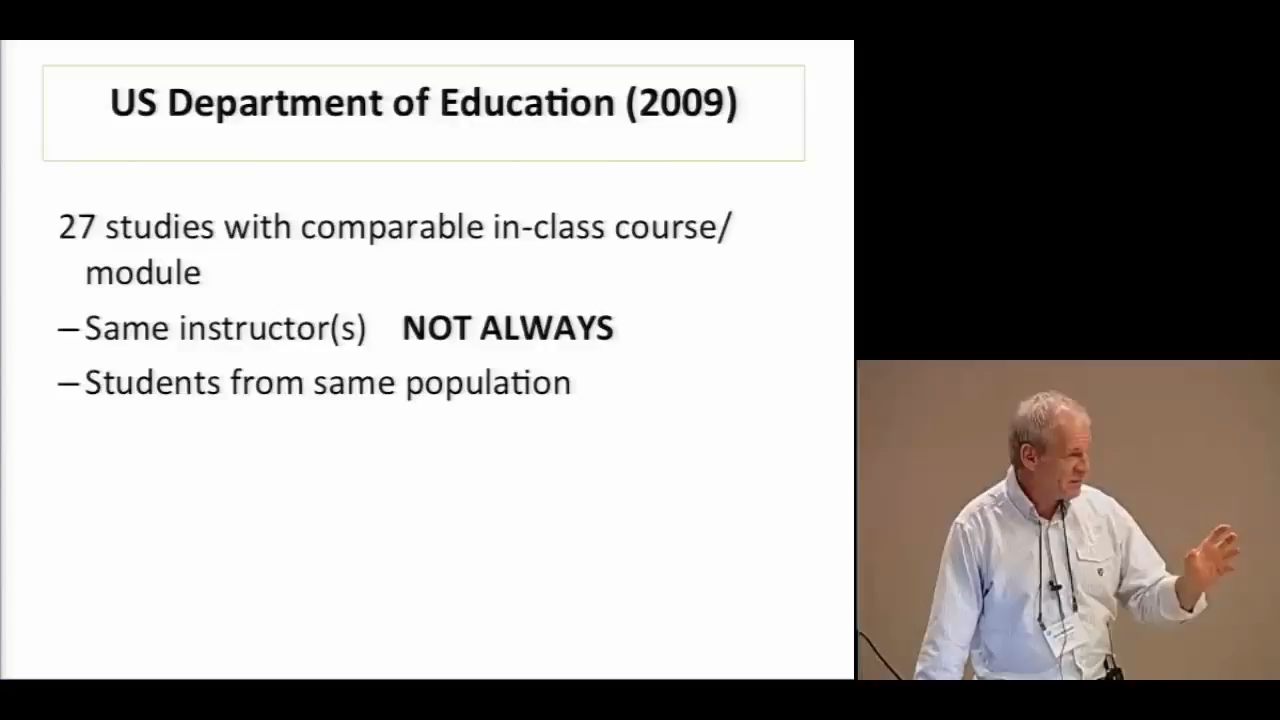 US Department of Education (2009)
27 studies with comparable in-class course/
module
– Same instructor(s) NOT ALWAYS
– Students from same population